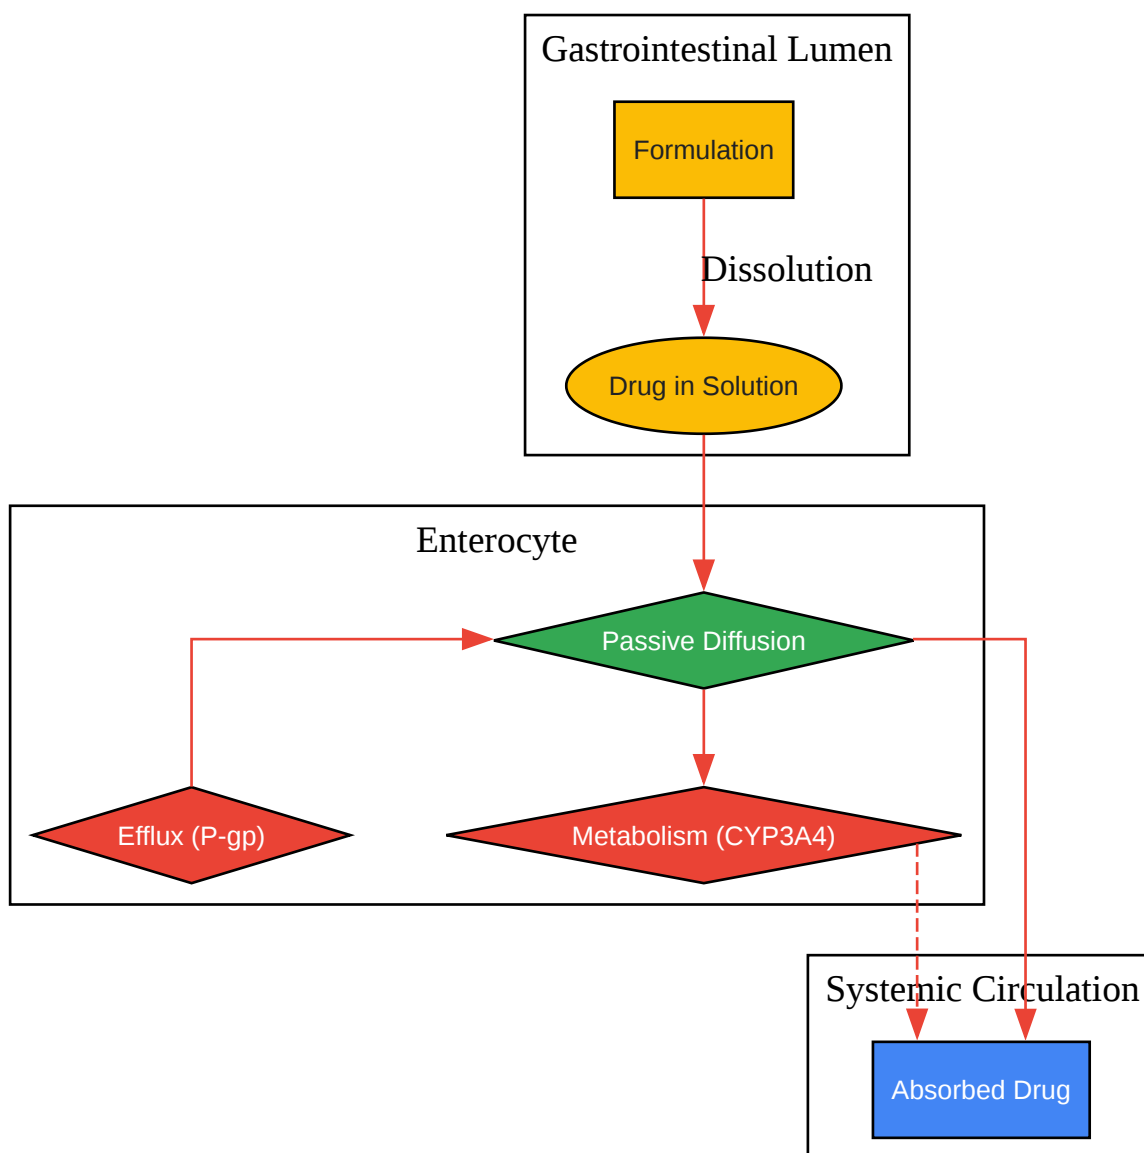 Gastrointestinal Lumen
Formulation
Dissolution
Drug in Solution
Enterocyte
Passive Diffusion
Efflux (P-gp)
Metabolism (CYP3A4)
Systemic Circulation
Absorbed Drug